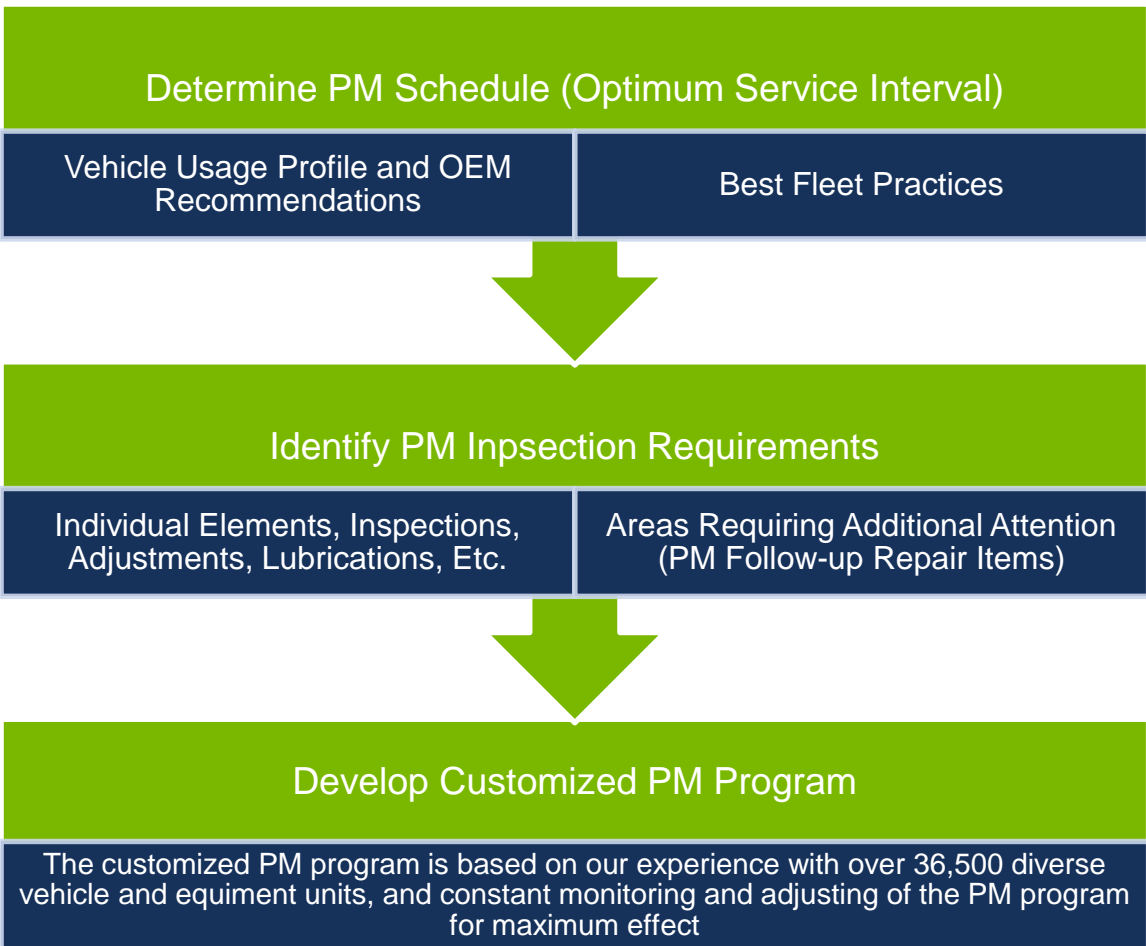 Determine PM Schedule (Optimum Service Interval)
Vehicle Usage Profile and OEM
Recommendations
Best Fleet Practices
Identify PM Inpsection Requirements
Individual Elements, Inspections,
Adjustments, Lubrications, Etc.
Areas Requiring Additional Attention
(PM Follow-up Repair Items)
Develop Customized PM Program
The customized PM program is based on our experience with over 36,500 diverse
vehicle and equiment units, and constant monitoring and adjusting of the PM program
for maximum effect